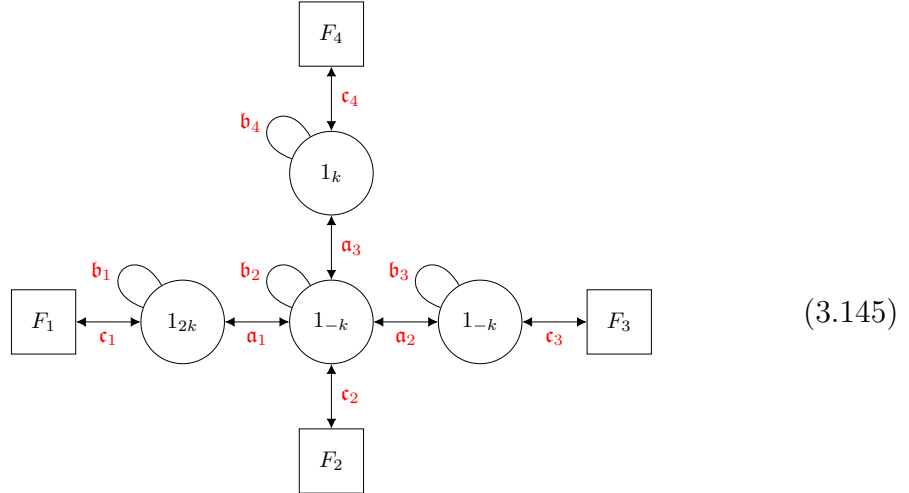 F₄
𝔠₄
𝔟₄
1ₖ
𝔞₃
𝔟₁ 𝔟₂ 𝔟₃
F₁ 𝔠₁ 1₂ₖ 𝔞₁ 1₋ₖ 𝔞₂ 1₋ₖ 𝔠₃ F₃ (3.145)
𝔠₂
F₂